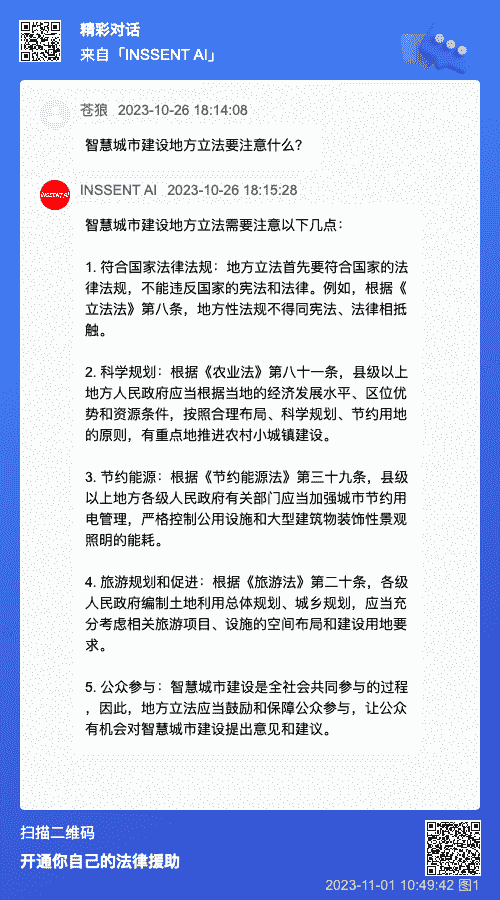 精彩对话
来自「INSSENT AI」
苍狼 2023-10-26 18:14:08
智慧城市建设地方立法要注意什么?
INSSENT AI
INSSENT AI 2023-10-26 18:15:28
智慧城市建设地方立法需要注意以下几点：
1. 符合国家法律法规：地方立法首先要符合国家的法
律法规，不能违反国家的宪法和法律。例如，根据《
立法法》第八条，地方性法规不得同宪法、法律相抵
触。
2. 科学规划：根据《农业法》第八十一条，县级以上
地方人民政府应当根据当地的经济发展水平、区位优
势和资源条件，按照合理布局、科学规划、节约用地
的原则，有重点地推进农村小城镇建设。
3. 节约能源：根据《节约能源法》第三十九条，县级
以上地方各级人民政府有关部门应当加强城市节约用
电管理，严格控制公用设施和大型建筑物装饰性景观
照明的能耗。
4. 旅游规划和促进：根据《旅游法》第二十条，各级
人民政府编制土地利用总体规划、城乡规划，应当充
分考虑相关旅游项目、设施的空间布局和建设用地要
求。
5. 公众参与：智慧城市建设是全社会共同参与的过程
，因此，地方立法应当鼓励和保障公众参与，让公众
有机会对智慧城市建设提出意见和建议。
扫描二维码
开通你自己的法律援助
2023-11-01 10:49:42 图1